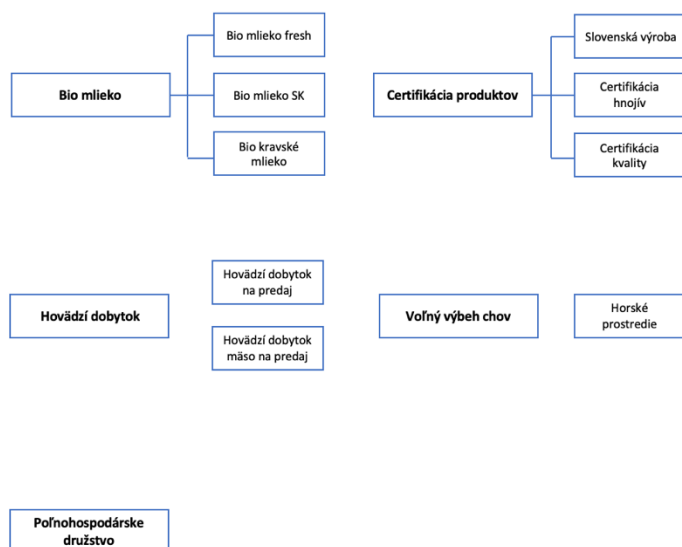 Bio mlieko
Bio mlieko fresh
Bio mlieko SK
Bio kravské
mlieko
Certifikácia produktov
Slovenská výroba
Certifikácia
hnojív
Certifikácia
kvality
Hovädzí dobytok
Hovädzí dobytok
na predaj
Hovädzí dobytok
mäso na predaj
Voľný výbeh chov
Horské
prostredie
Poľnohospodárske
družstvo